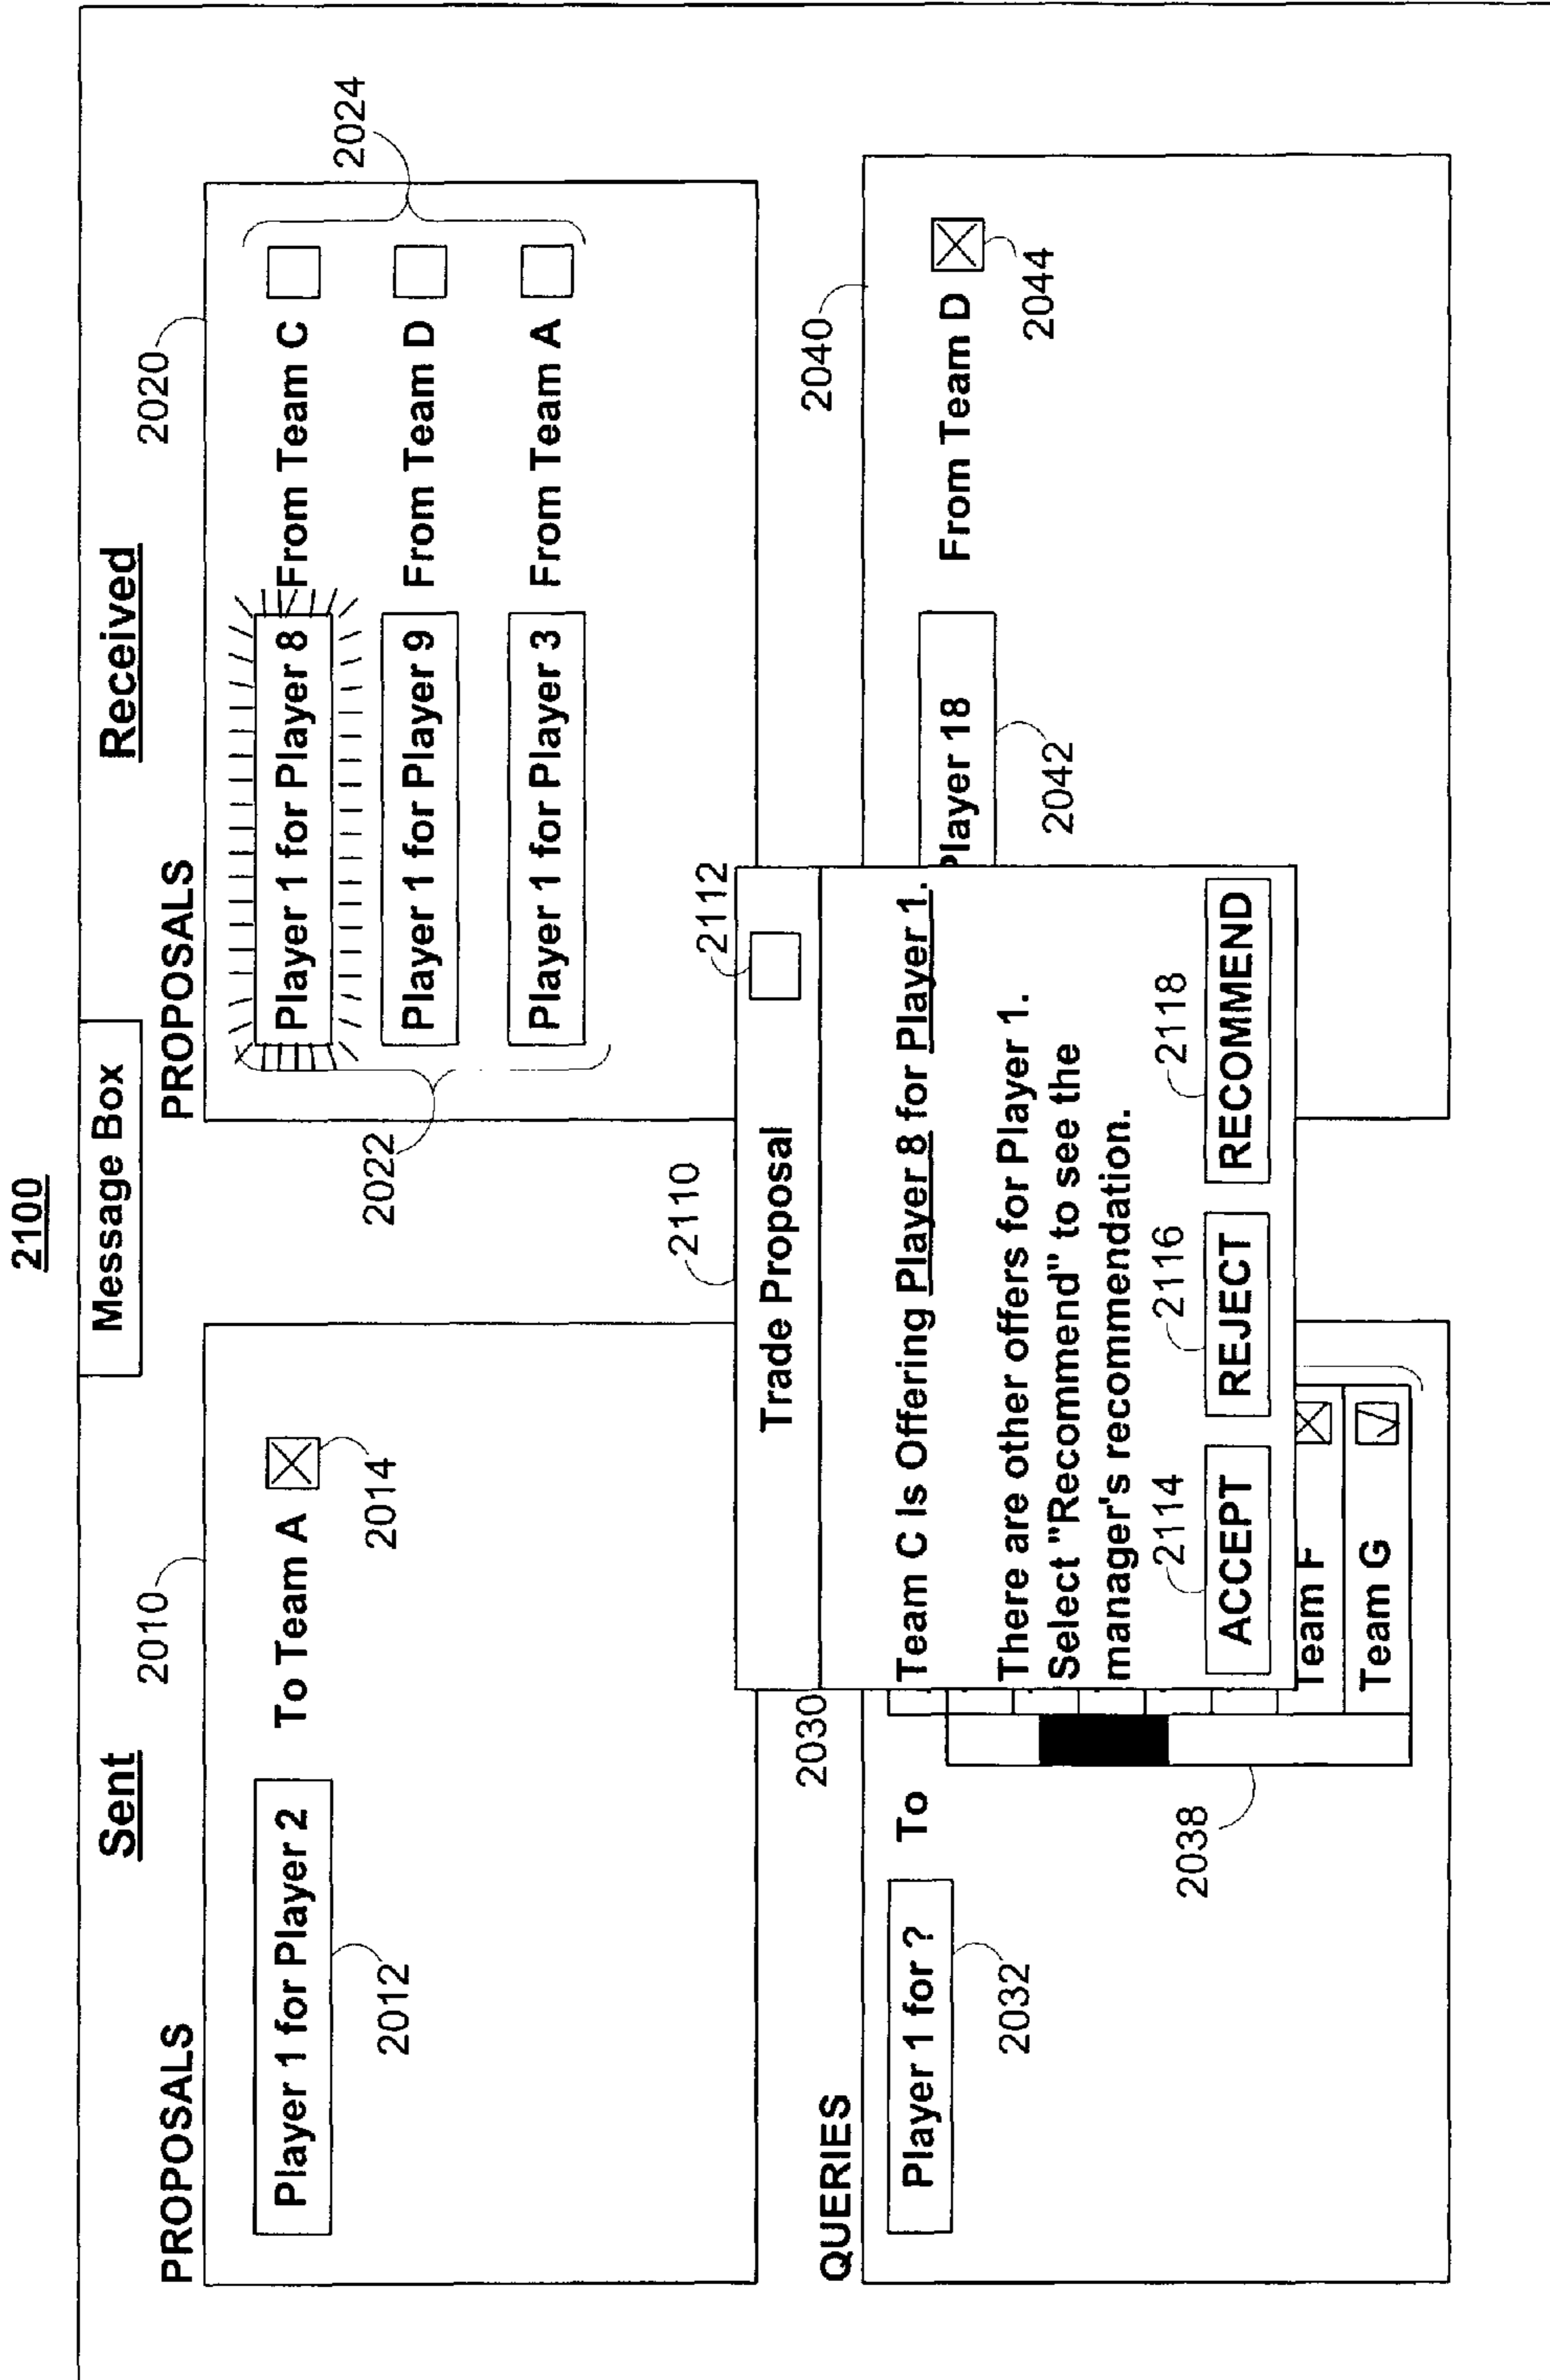 2100
Message Box
Sent
Received
PROPOSALS
2010
Player 1 for Player 2
To Team A
2012
2014
PROPOSALS
2020
2024
Player 1 for Player 8
From Team C
Player 1 for Player 9
From Team D
Player 1 for Player 3
From Team A
2022
QUERIES
2030
Player 1 for ?
To
2032
2038
Team F
Team G
2040
Player 18
From Team D
2042
2044
2110
2112
Trade Proposal
Team C Is Offering Player 8 for Player 1.
There are other offers for Player 1.
Select "Recommend" to see the
manager's recommendation.
2114
2116
2118
ACCEPT
REJECT
RECOMMEND